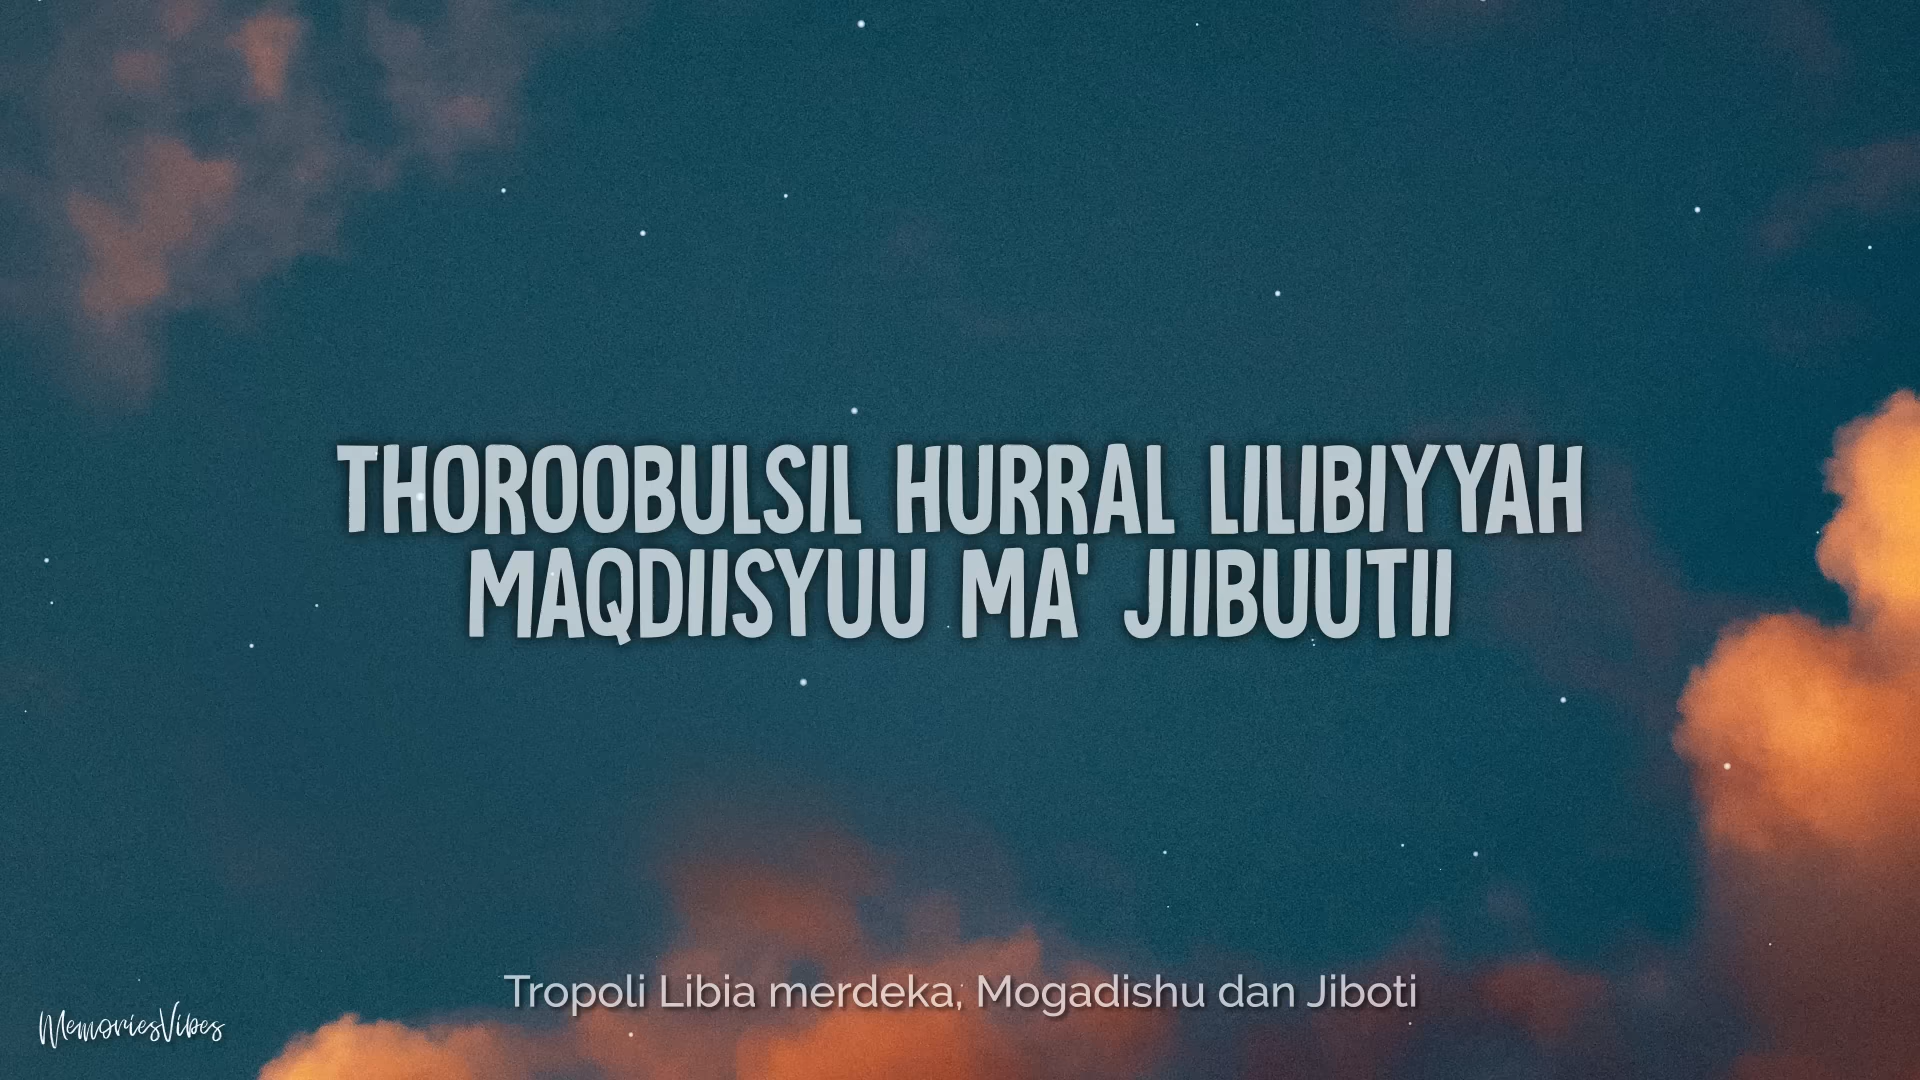 THOROOBULSIL HURRAL LILIBIYYAH
MAQDIISYUU MA' JIIBUUTII
Tropoli Libia merdeka, Mogadishu dan Jiboti
MemoriesVibes